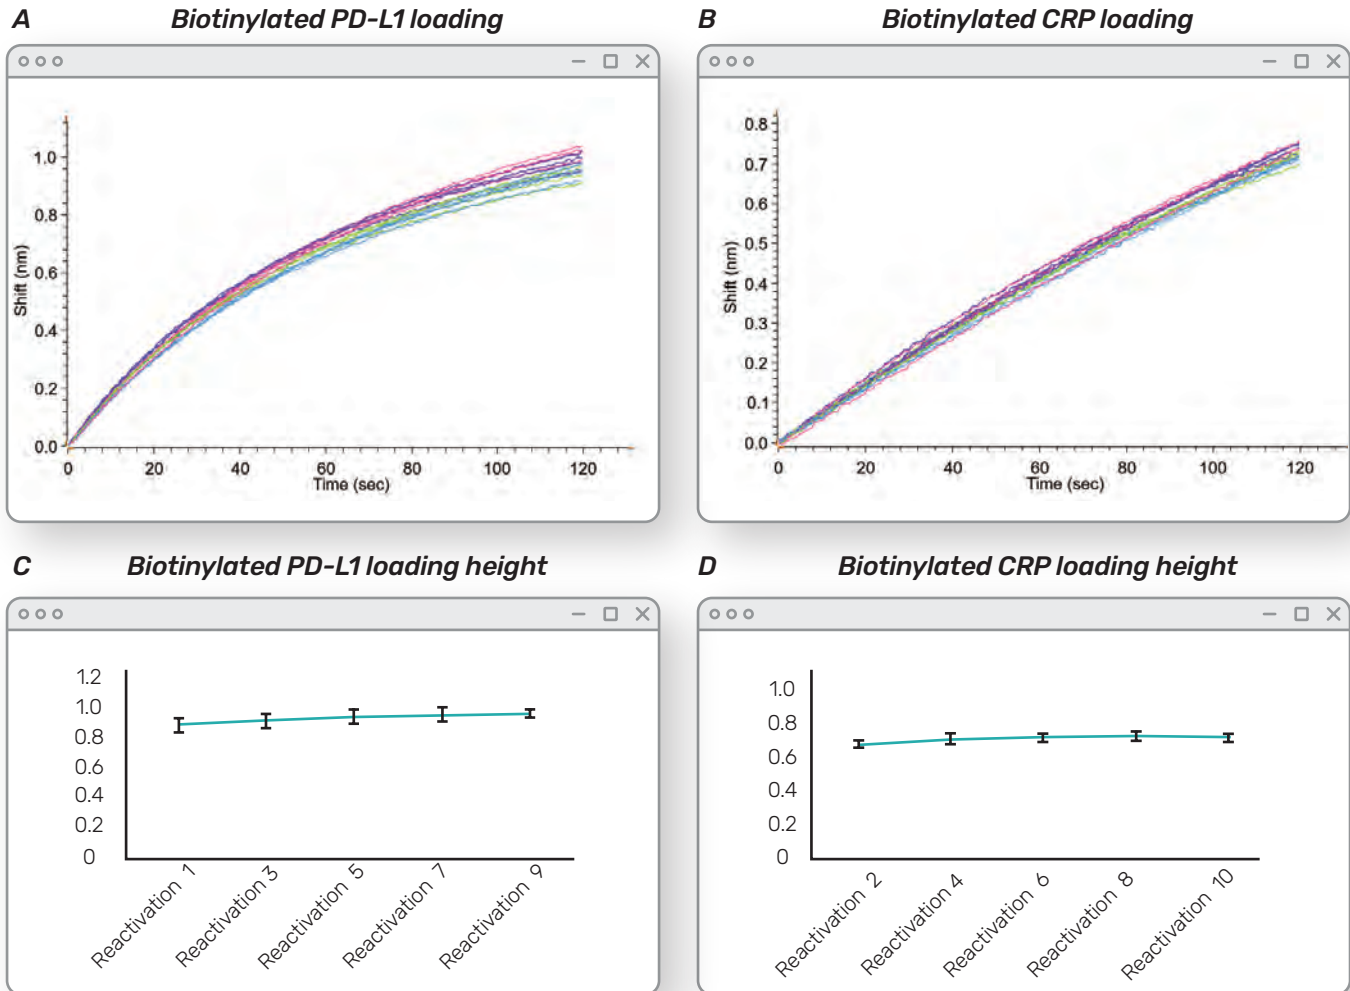 A Biotinylated PD-L1 loading
B Biotinylated CRP loading
Shift (nm)
1.0
0.8
0.6
0.4
0.2
0.0
0 20 40 60 80 100 120
Time (sec)
Shift (nm)
0.8
0.7
0.6
0.5
0.4
0.3
0.2
0.1
0.0
0 20 40 60 80 100 120
Time (sec)
C Biotinylated PD-L1 loading height
D Biotinylated CRP loading height
1.2
1.0
0.8
0.6
0.4
0.2
0
Reactivation 1
Reactivation 3
Reactivation 5
Reactivation 7
Reactivation 9
1.0
0.8
0.6
0.4
0.2
0
Reactivation 2
Reactivation 4
Reactivation 6
Reactivation 8
Reactivation 10